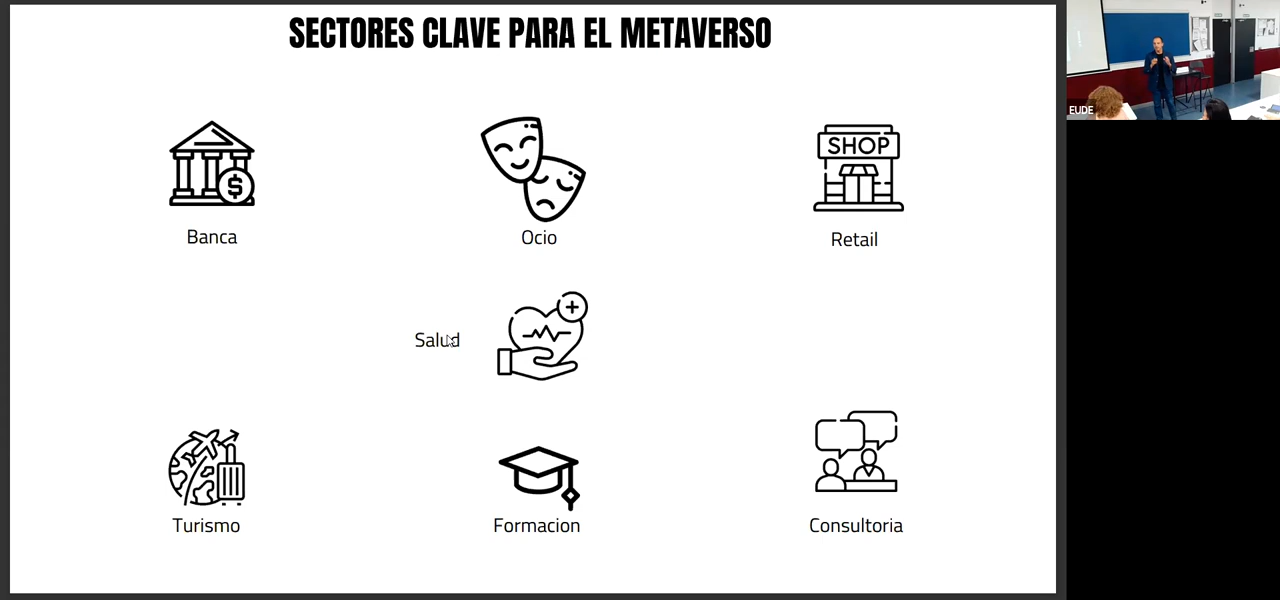 SECTORES CLAVE PARA EL METAVERSO
EUDE
SHOP
Banca
Ocio
Retail
Salud
Turismo
Formacion
Consultoria